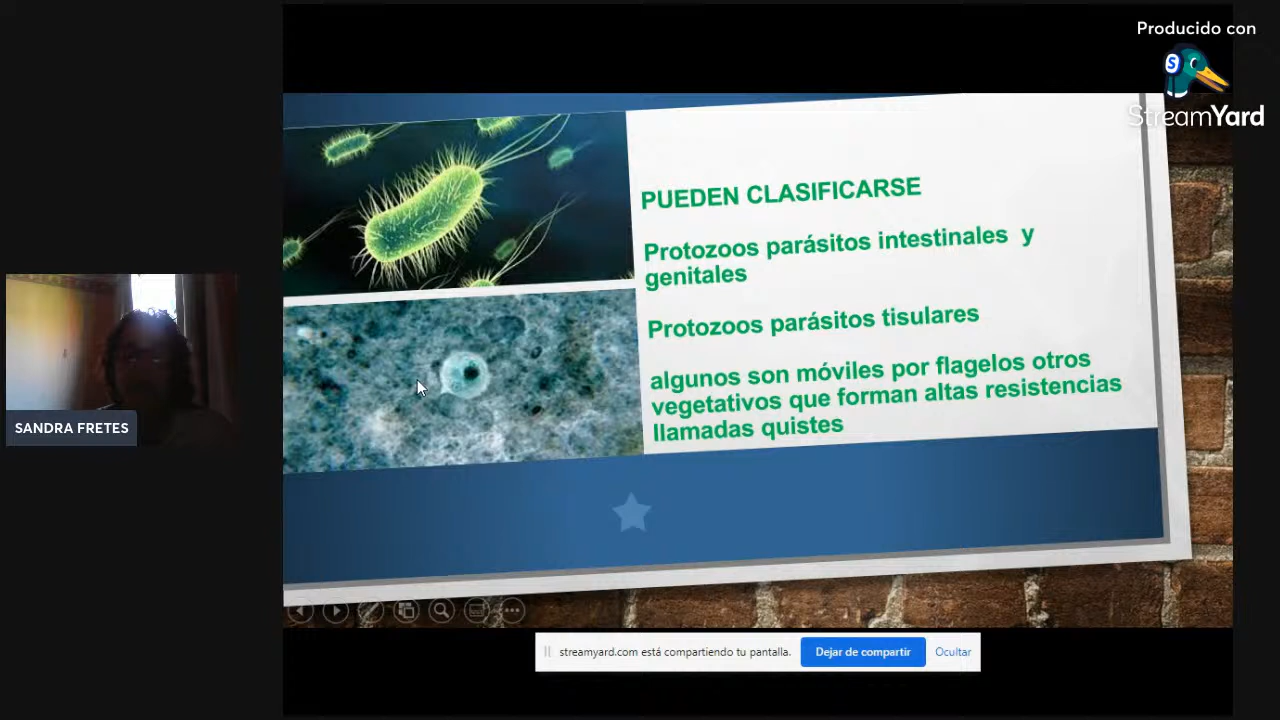 Producido con
StreamYard
PUEDEN CLASIFICARSE
Protozoos parásitos intestinales y
genitales
Protozoos parásitos tisulares
algunos son móviles por flagelos otros
vegetativos que forman altas resistencias
llamadas quistes
SANDRA FRETES
streamyard.com está compartiendo tu pantalla.
Dejar de compartir
Ocultar